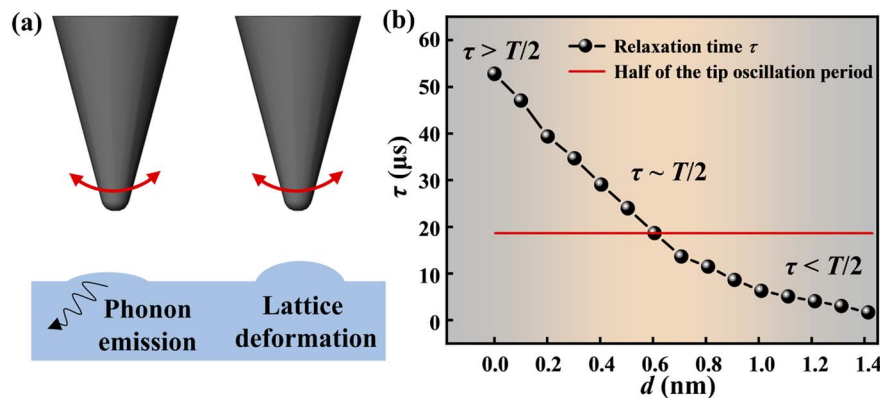 (a)
Phonon
emission
Lattice
deformation
(b)
τ (μs)
60
50
40
30
20
10
0
τ > T/2
Relaxation time τ
Half of the tip oscillation period
τ ~ T/2
τ < T/2
0.0 0.2 0.4 0.6 0.8 1.0 1.2 1.4
d (nm)